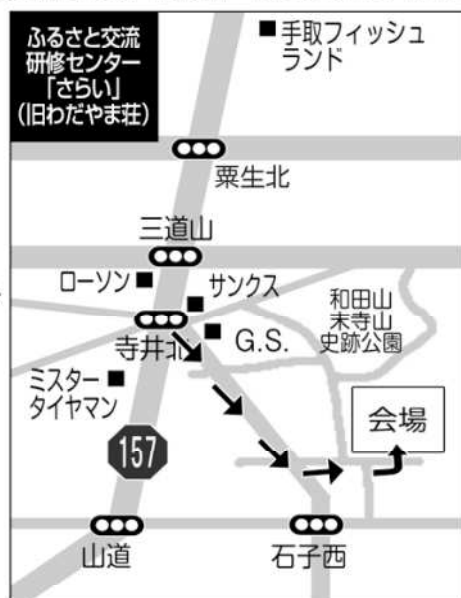 ふるさと交流
研修センター
「さらい」
(旧わだやま荘)
手取フィッシュ
ランド
粟生北
三道山
ローソン
サンクス
和田山
末寺山
史跡公園
寺井北
G.S.
ミスター
タイヤマン
会場
157
山道
石子西